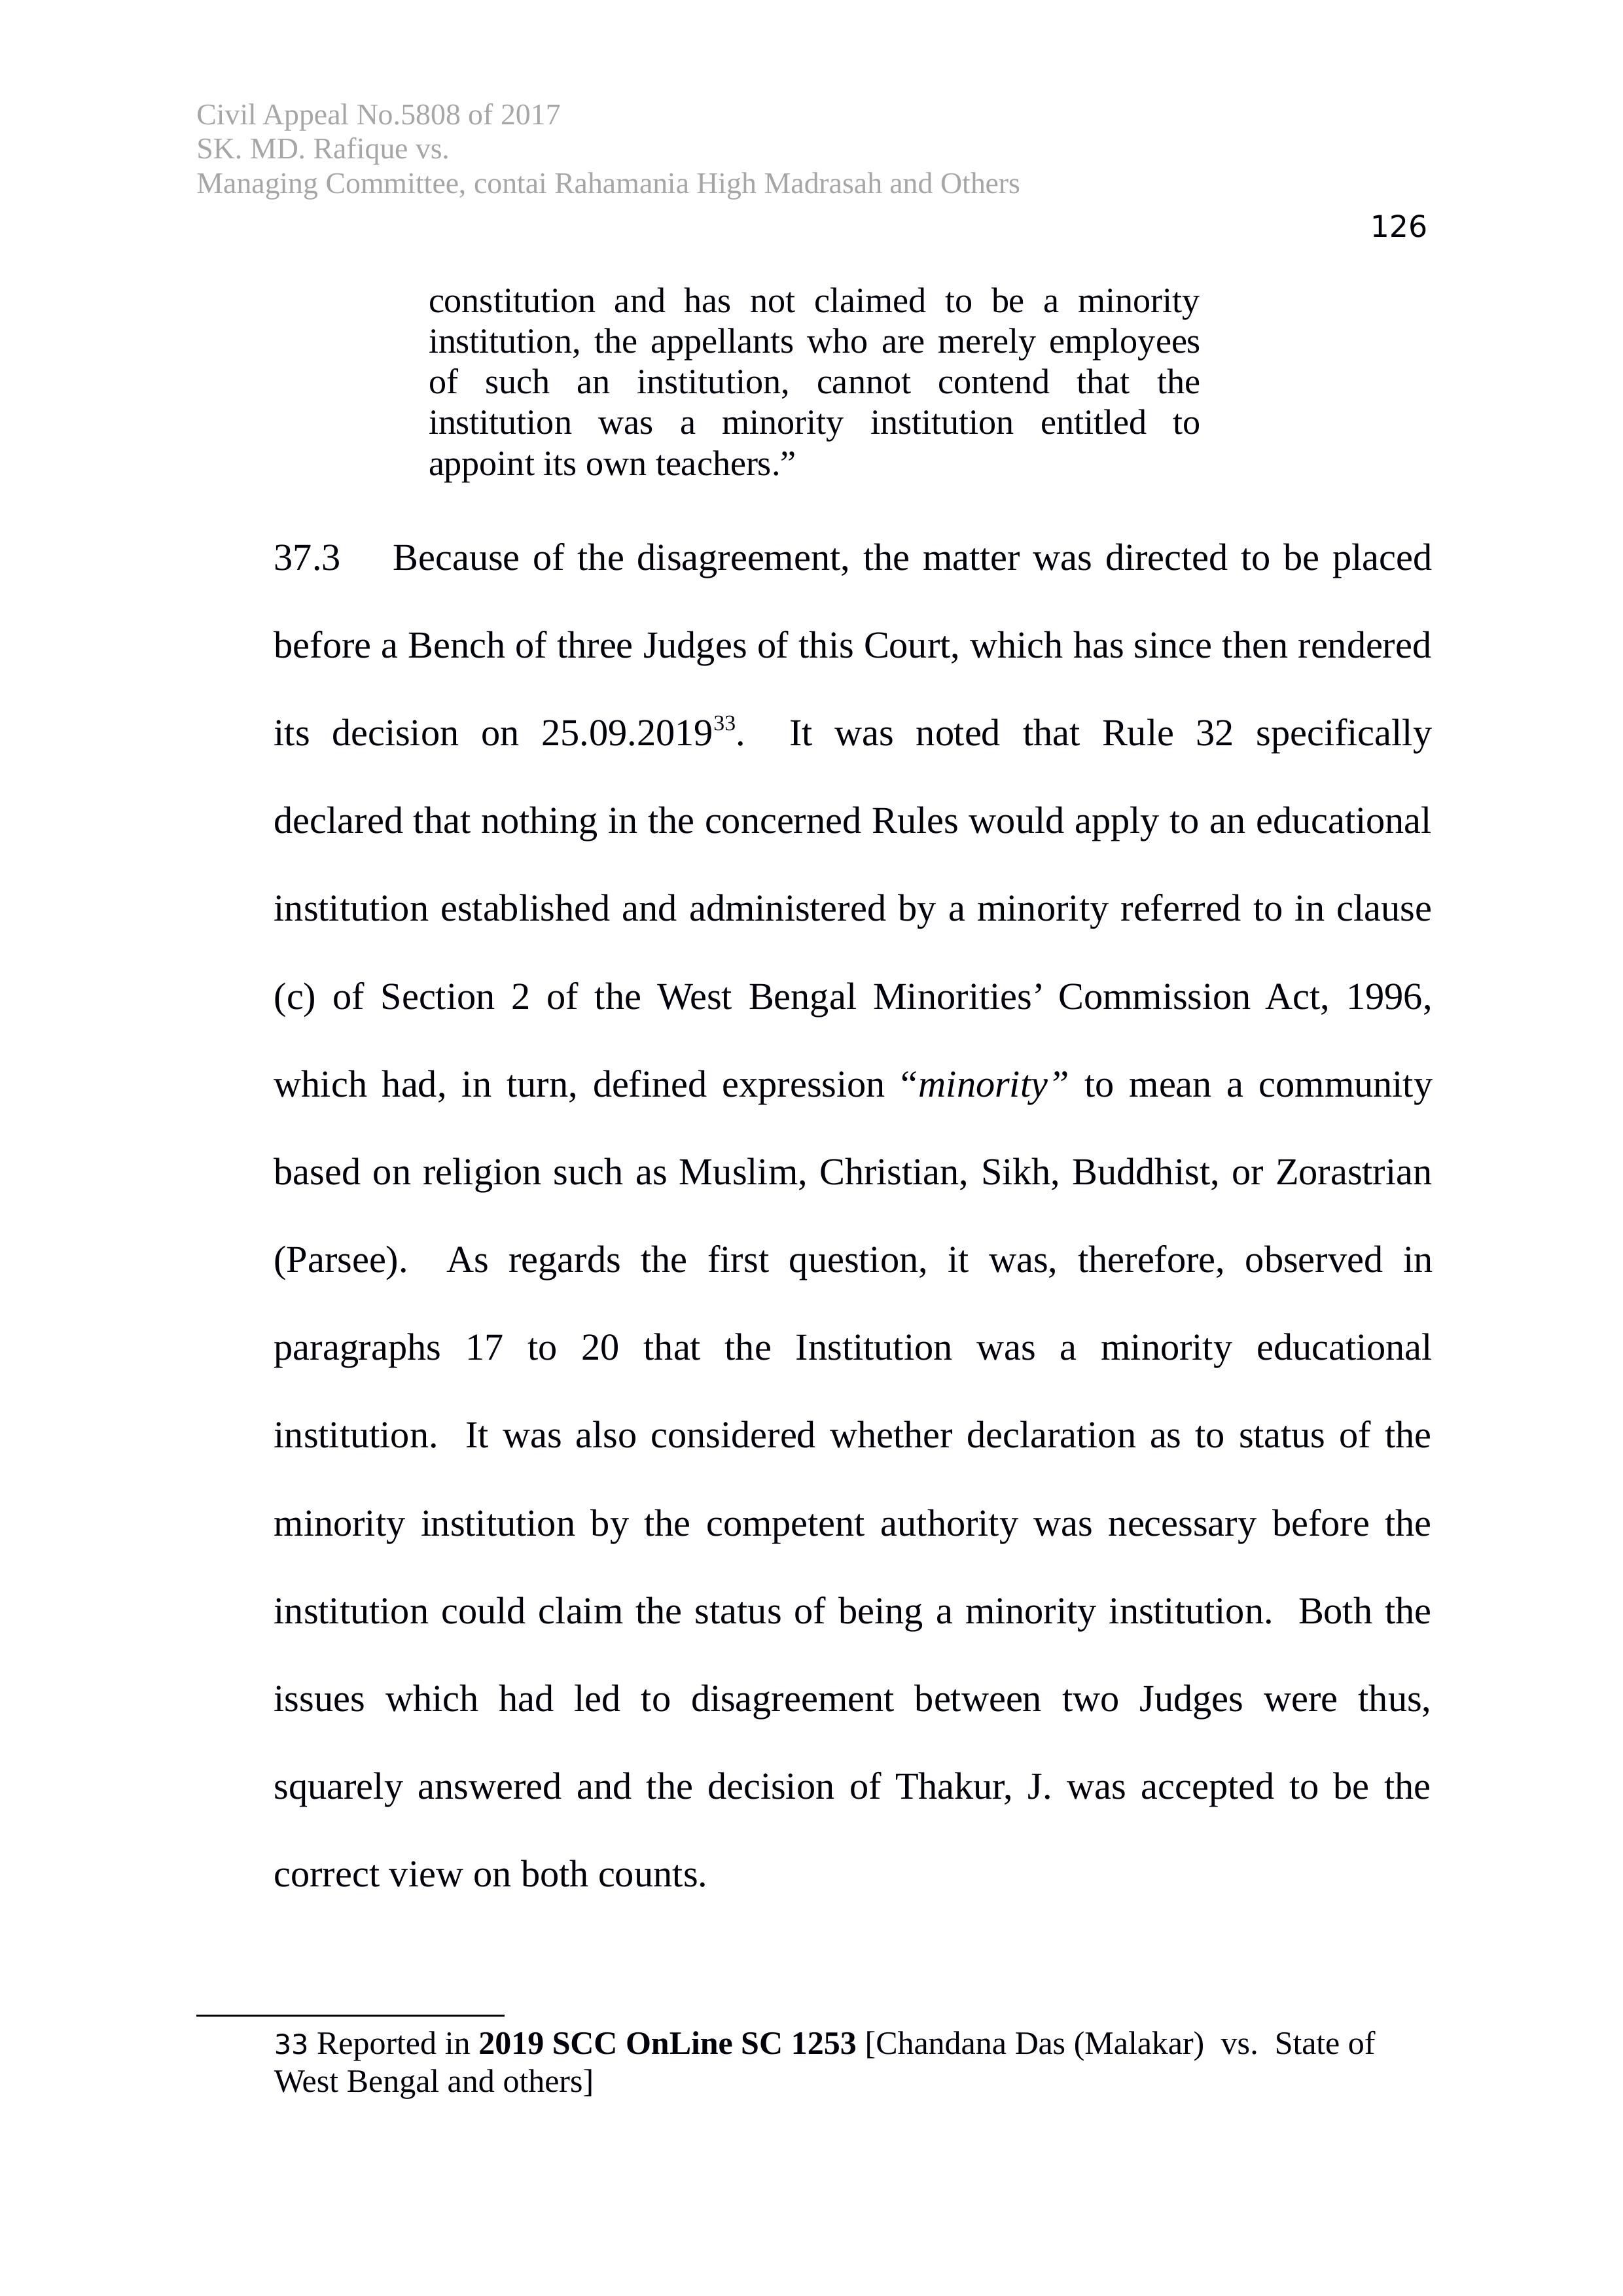 Civil Appeal No.5808 of 2017
SK. MD. Rafique vs.
Managing Committee, contai Rahamania High Madrasah and Others
126
constitution and has not claimed to be a minority
institution, the appellants who are merely employees
of such an institution, cannot contend that the
institution was a minority institution entitled to
appoint its own teachers.”
37.3 Because of the disagreement, the matter was directed to be placed
before a Bench of three Judges of this Court, which has since then rendered
its decision on 25.09.201933. It was noted that Rule 32 specifically
declared that nothing in the concerned Rules would apply to an educational
institution established and administered by a minority referred to in clause
(c) of Section 2 of the West Bengal Minorities’ Commission Act, 1996,
which had, in turn, defined expression “minority” to mean a community
based on religion such as Muslim, Christian, Sikh, Buddhist, or Zorastrian
(Parsee). As regards the first question, it was, therefore, observed in
paragraphs 17 to 20 that the Institution was a minority educational
institution. It was also considered whether declaration as to status of the
minority institution by the competent authority was necessary before the
institution could claim the status of being a minority institution. Both the
issues which had led to disagreement between two Judges were thus,
squarely answered and the decision of Thakur, J. was accepted to be the
correct view on both counts.
33 Reported in 2019 SCC OnLine SC 1253 [Chandana Das (Malakar) vs. State of
West Bengal and others]